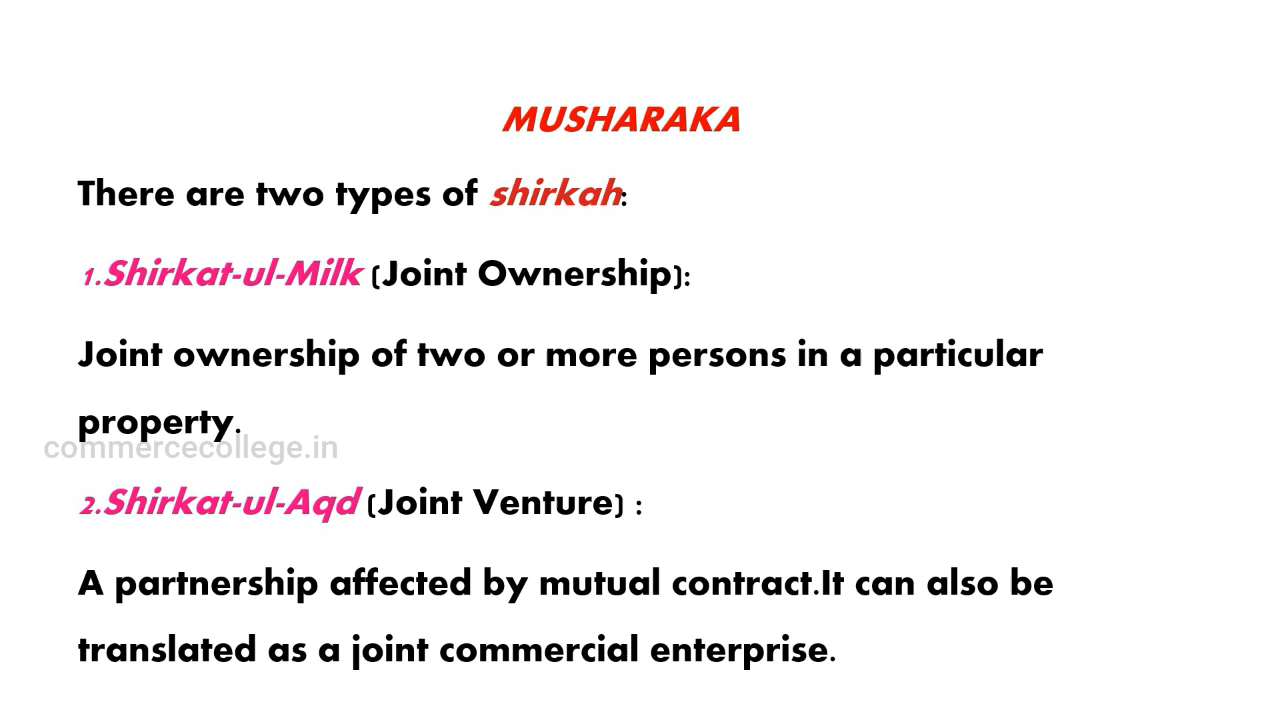 MUSHARAKA
There are two types of shirkah:
1.Shirkat-ul-Milk (Joint Ownership):
Joint ownership of two or more persons in a particular
property.
commercecollege.in
2.Shirkat-ul-Aqd (Joint Venture) :
A partnership affected by mutual contract.It can also be
translated as a joint commercial enterprise.